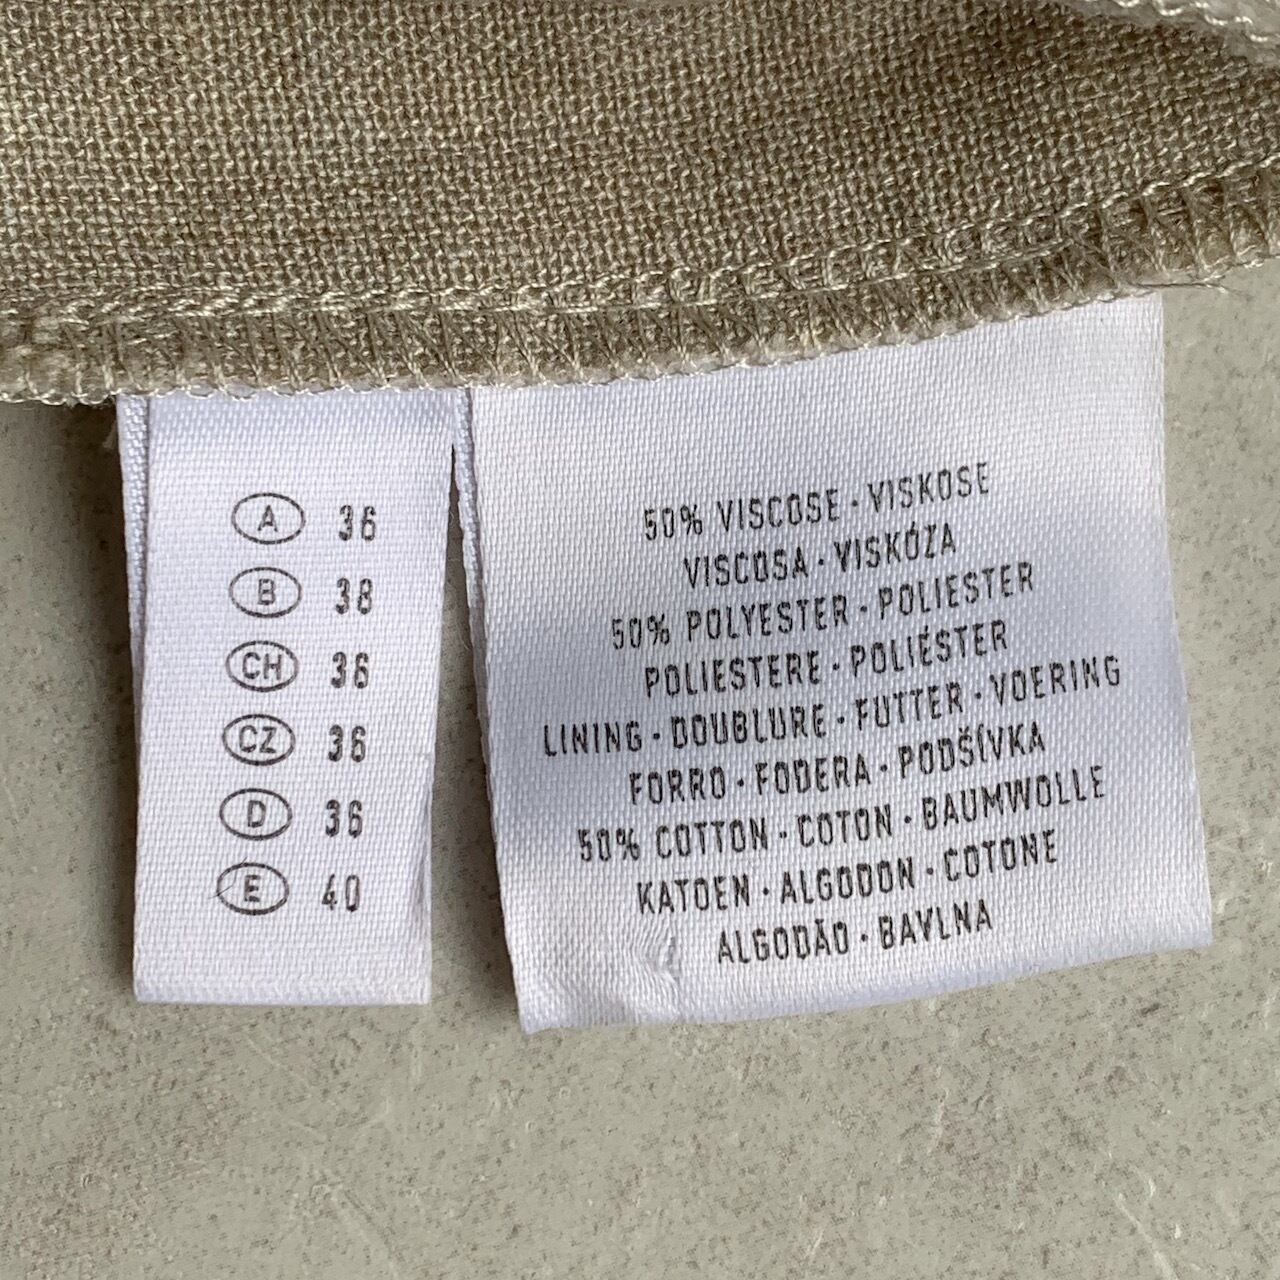 A 36
B 38
CH 36
CZ 36
D 36
E 40
50% VISCOSE · VISKOSE
VISCOSA · VISKÓZA
50% POLYESTER · POLIESTER
POLIESTERE · POLIÉSTER
LINING · DOUBLURE · FUTTER · VOERING
FORRO · FODERA · PODŠÍVKA
50% COTTON · COTON · BAUMWOLLE
KATOEN · ALGODON · COTONE
ALGODÃO · BAVLNA